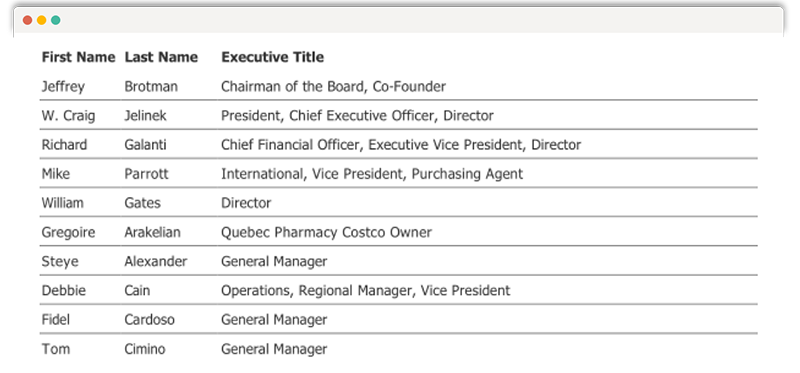 First Name Last Name Executive Title
Jeffrey Brotman Chairman of the Board, Co-Founder
W. Craig Jelinek President, Chief Executive Officer, Director
Richard Galanti Chief Financial Officer, Executive Vice President, Director
Mike Parrott International, Vice President, Purchasing Agent
William Gates Director
Gregoire Arakelian Quebec Pharmacy Costco Owner
Steye Alexander General Manager
Debbie Cain Operations, Regional Manager, Vice President
Fidel Cardoso General Manager
Tom Cimino General Manager